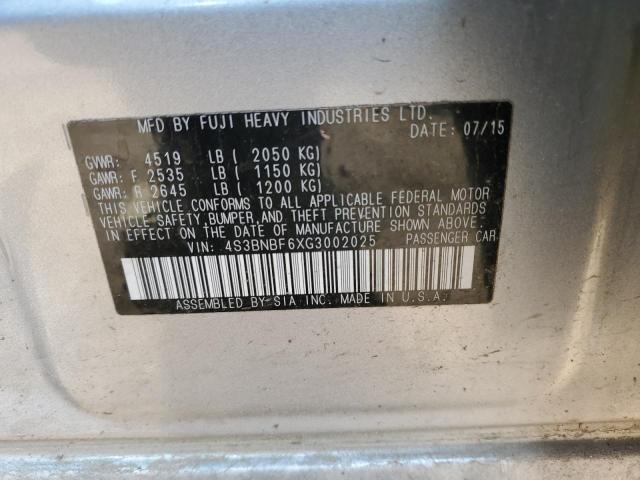 MFD BY FUJI HEAVY INDUSTRIES LTD.
DATE: 07/15
GVWR: 4519 LB ( 2050 KG)
GAWR: F 2535 LB ( 1150 KG)
GAWR: R 2645 LB ( 1200 KG)
THIS VEHICLE CONFORMS TO ALL APPLICABLE FEDERAL MOTOR
VEHICLE SAFETY, BUMPER, AND THEFT PREVENTION STANDARDS
IN EFFECT ON THE DATE OF MANUFACTURE SHOWN ABOVE.
VIN: 4S3BNBF6XG3002025 PASSENGER CAR
ASSEMBLED BY SIA INC. MADE IN U.S.A.